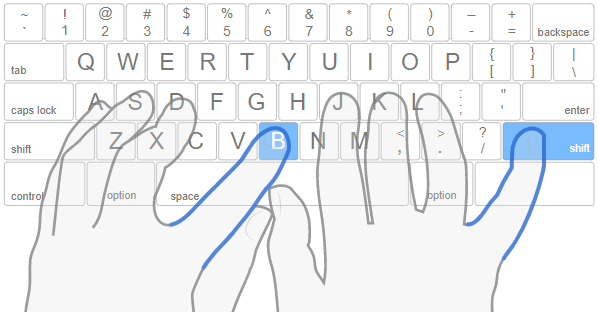 ~ ! @ # $ % ^ & * ( ) – +
` 1 2 3 4 5 6 7 8 9 0 - = backspace
tab Q W E R T Y U I O P { [ } ] | \
caps lock A S D F G H J K L : ; " ' enter
shift Z X C V B N M < , > . ? / shift
control option space option